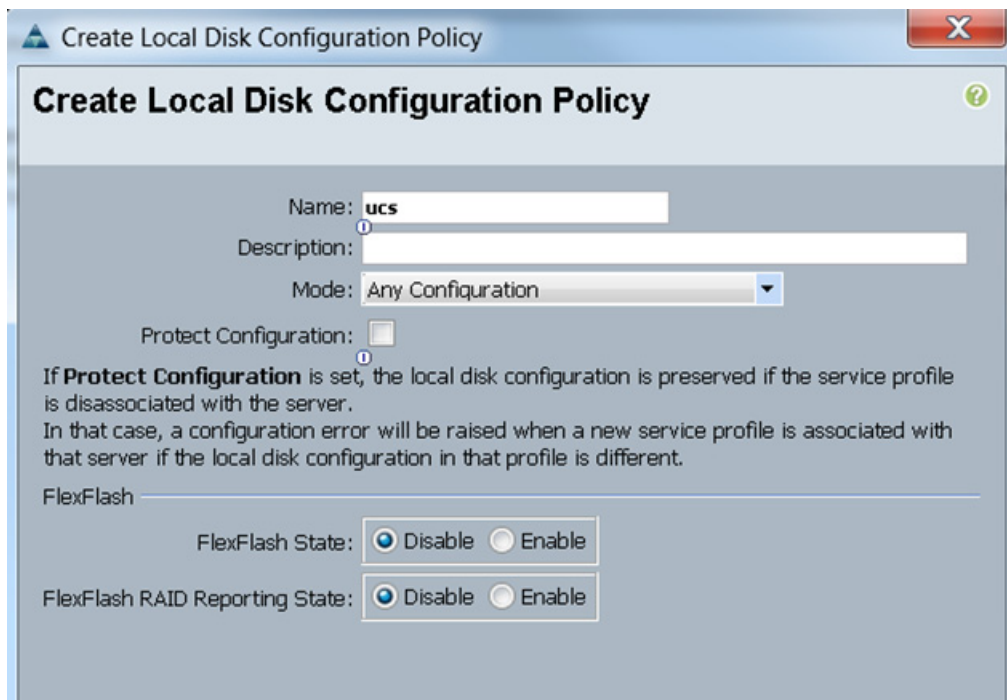 Create Local Disk Configuration Policy
Create Local Disk Configuration Policy
Name: ucs
Description:
Mode: Any Configuration
Protect Configuration:
If Protect Configuration is set, the local disk configuration is preserved if the service profile
is disassociated with the server.
In that case, a configuration error will be raised when a new service profile is associated with
that server if the local disk configuration in that profile is different.
FlexFlash
FlexFlash State: Disable Enable
FlexFlash RAID Reporting State: Disable Enable